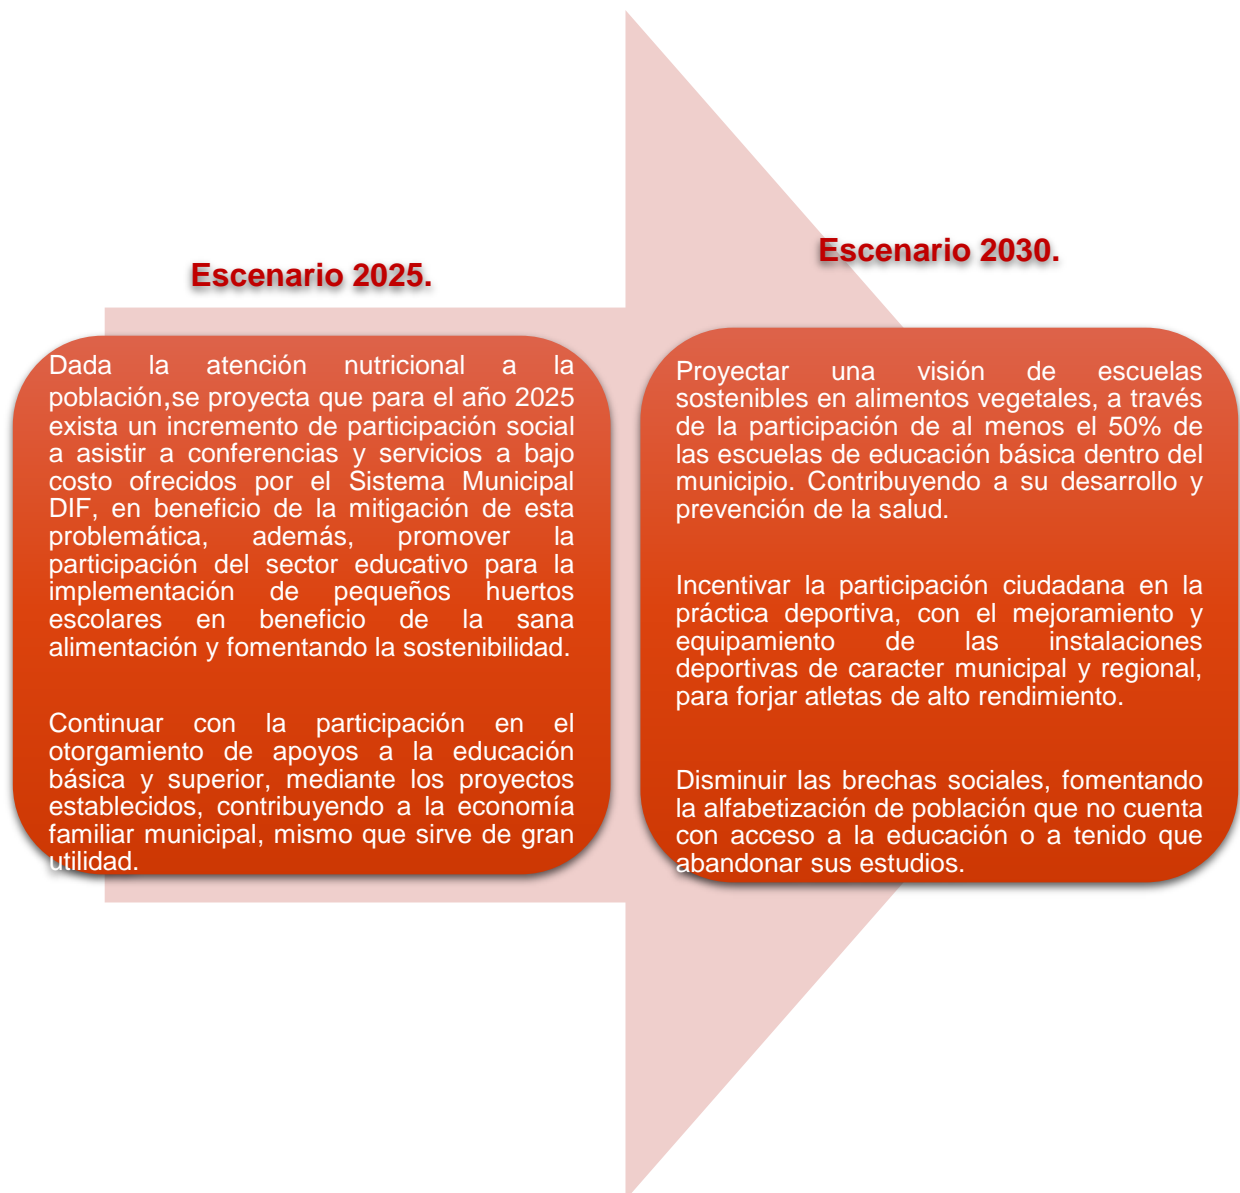 Escenario 2025.
Dada la atención nutricional a la
población,se proyecta que para el año 2025
exista un incremento de participación social
a asistir a conferencias y servicios a bajo
costo ofrecidos por el Sistema Municipal
DIF, en beneficio de la mitigación de esta
problemática, además, promover la
participación del sector educativo para la
implementación de pequeños huertos
escolares en beneficio de la sana
alimentación y fomentando la sostenibilidad.
Continuar con la participación en el
otorgamiento de apoyos a la educación
básica y superior, mediante los proyectos
establecidos, contribuyendo a la economía
familiar municipal, mismo que sirve de gran
utilidad.
Escenario 2030.
Proyectar una visión de escuelas
sostenibles en alimentos vegetales, a través
de la participación de al menos el 50% de
las escuelas de educación básica dentro del
municipio. Contribuyendo a su desarrollo y
prevención de la salud.
Incentivar la participación ciudadana en la
práctica deportiva, con el mejoramiento y
equipamiento de las instalaciones
deportivas de caracter municipal y regional,
para forjar atletas de alto rendimiento.
Disminuir las brechas sociales, fomentando
la alfabetización de población que no cuenta
con acceso a la educación o a tenido que
abandonar sus estudios.